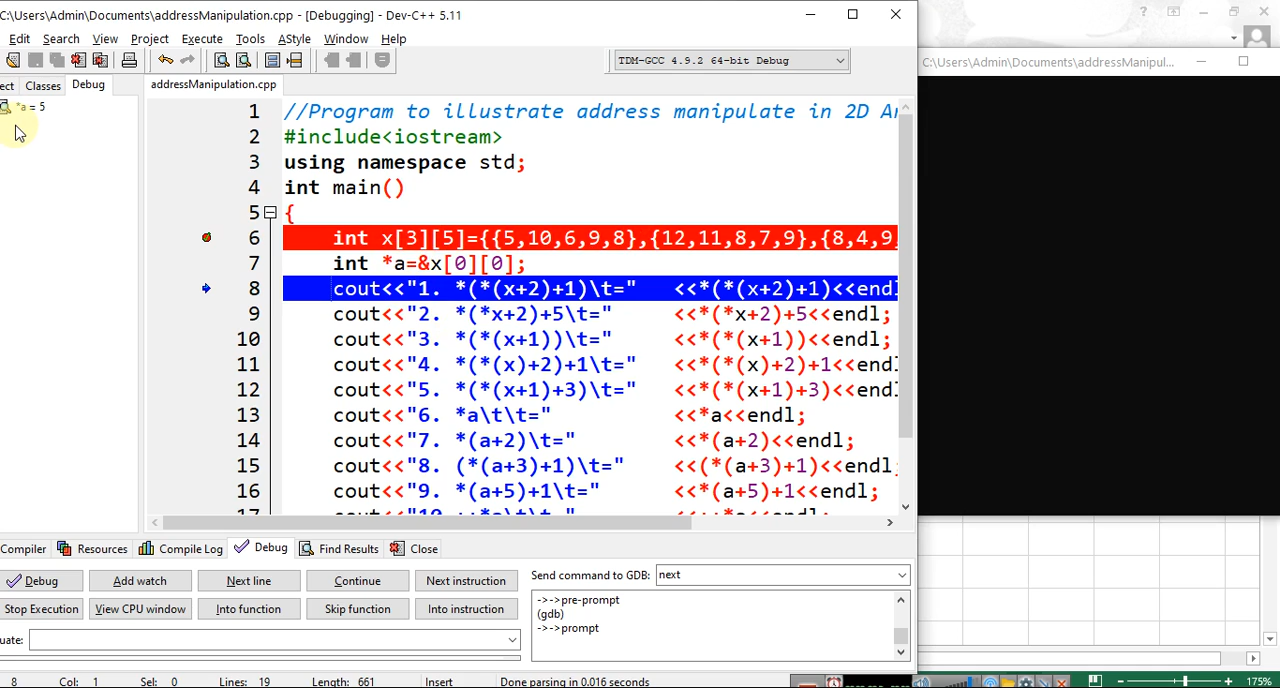 C:\Users\Admin\Documents\addressManipulation.cpp - [Debugging] - Dev-C++ 5.11
Edit Search View Project Execute Tools AStyle Window Help
TDM-GCC 4.9.2 64-bit Debug
C:\Users\Admin\Documents\addressManipul...
ect Classes Debug
addressManipulation.cpp
*a = 5
1 //Program to illustrate address manipulate in 2D A
2 #include<iostream>
3 using namespace std;
4 int main()
5 {
6 int x[3][5]={{5,10,6,9,8},{12,11,8,7,9},{8,4,9,
7 int *a=&x[0][0];
8 cout<<"1. *(*(x+2)+1)\t=" <<*(*(x+2)+1)<<end
9 cout<<"2. *(*x+2)+5\t=" <<*(*x+2)+5<<endl;
10 cout<<"3. *(*(x+1))\t=" <<*(*(x+1))<<endl;
11 cout<<"4. *(*(x)+2)+1\t=" <<*(*(x)+2)+1<<end
12 cout<<"5. *(*(x+1)+3)\t=" <<*(*(x+1)+3)<<end
13 cout<<"6. *a\t\t=" <<*a<<endl;
14 cout<<"7. *(a+2)\t=" <<*(a+2)<<endl;
15 cout<<"8. (*(a+3)+1)\t=" <<(*(a+3)+1)<<endl
16 cout<<"9. *(a+5)+1\t=" <<*(a+5)+1<<endl;
Compiler Resources Compile Log Debug Find Results Close
Debug Add watch Next line Continue Next instruction
Stop Execution View CPU window Into function Skip function Into instruction
uate:
Send command to GDB: next
->->pre-prompt
(gdb)
->->prompt
8 Col: 1 Sel: 0 Lines: 19 Length: 661 Insert Done parsing in 0.016 seconds
175%